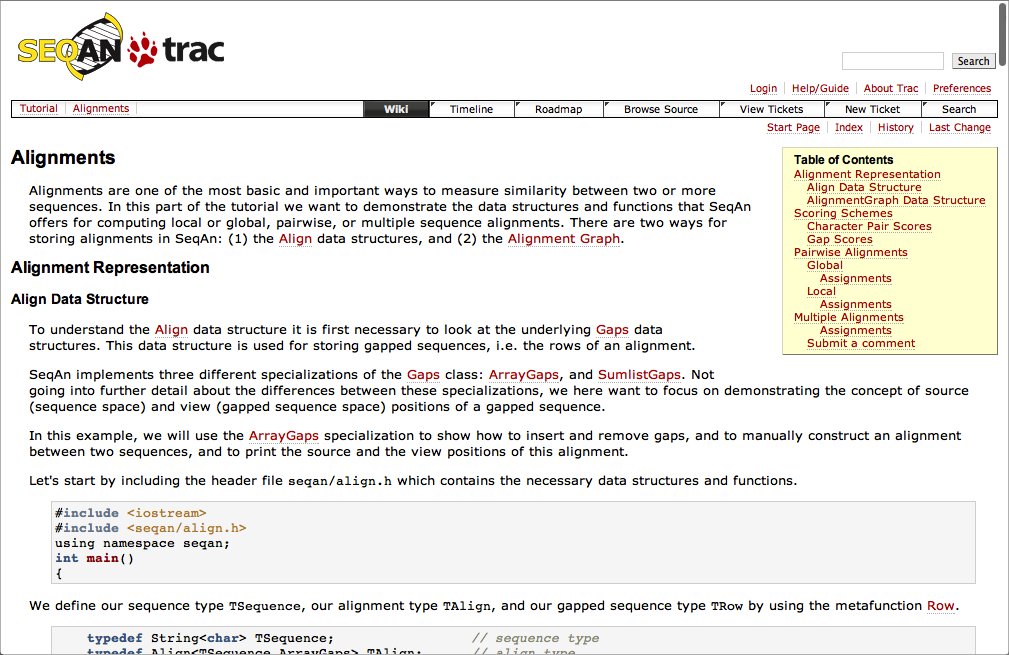 SEQAN trac
Search
Login Help/Guide About Trac Preferences
Tutorial Alignments Wiki Timeline Roadmap Browse Source View Tickets New Ticket Search
Start Page Index History Last Change
Alignments
Alignments are one of the most basic and important ways to measure similarity between two or more
sequences. In this part of the tutorial we want to demonstrate the data structures and functions that SeqAn
offers for computing local or global, pairwise, or multiple sequence alignments. There are two ways for
storing alignments in SeqAn: (1) the Align data structures, and (2) the Alignment Graph.
Table of Contents
Alignment Representation
Align Data Structure
AlignmentGraph Data Structure
Scoring Schemes
Character Pair Scores
Gap Scores
Pairwise Alignments
Global
Assignments
Local
Assignments
Multiple Alignments
Assignments
Submit a comment
Alignment Representation
Align Data Structure
To understand the Align data structure it is first necessary to look at the underlying Gaps data
structures. This data structure is used for storing gapped sequences, i.e. the rows of an alignment.
SeqAn implements three different specializations of the Gaps class: ArrayGaps, and SumlistGaps. Not
going into further detail about the differences between these specializations, we here want to focus on demonstrating the concept of source
(sequence space) and view (gapped sequence space) positions of a gapped sequence.
In this example, we will use the ArrayGaps specialization to show how to insert and remove gaps, and to manually construct an alignment
between two sequences, and to print the source and the view positions of this alignment.
Let's start by including the header file seqan/align.h which contains the necessary data structures and functions.
#include <iostream>
#include <seqan/align.h>
using namespace seqan;
int main()
{
We define our sequence type TSequence, our alignment type TAlign, and our gapped sequence type TRow by using the metafunction Row.
typedef String<char> TSequence; // sequence type
typedef Align<TSequence,ArrayGaps> TAlign; // align type